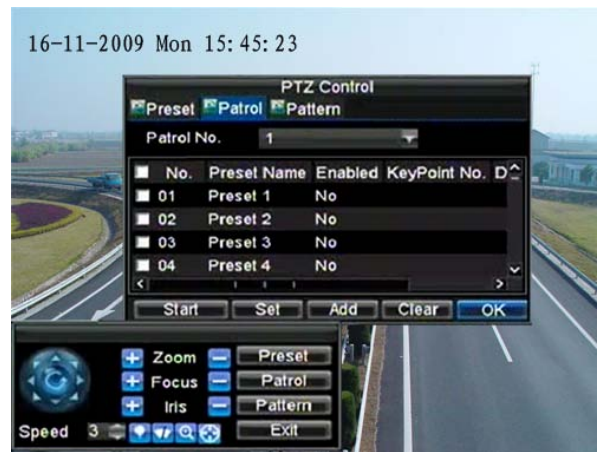 16-11-2009 Mon 15:45:23
PTZ Control
Preset Patrol Pattern
Patrol No. 1
No. Preset Name Enabled KeyPoint No. D
01 Preset 1 No
02 Preset 2 No
03 Preset 3 No
04 Preset 4 No
Start Set Add Clear OK
Zoom Preset
Focus Patrol
Iris Pattern
Speed 3 Exit